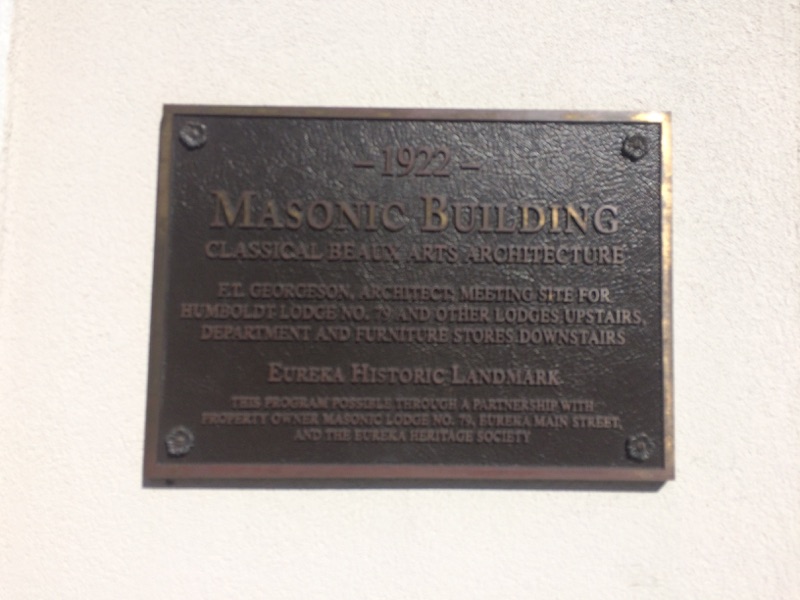 – 1922 –
MASONIC BUILDING
CLASSICAL BEAUX ARTS ARCHITECTURE
F.T. GEORGESON, ARCHITECT; MEETING SITE FOR
HUMBOLDT LODGE NO. 79 AND OTHER LODGES UPSTAIRS,
DEPARTMENT AND FURNITURE STORES DOWNSTAIRS
EUREKA HISTORIC LANDMARK
THIS PROGRAM POSSIBLE THROUGH A PARTNERSHIP WITH
PROPERTY OWNER MASONIC LODGE NO. 79, EUREKA MAIN STREET,
AND THE EUREKA HERITAGE SOCIETY